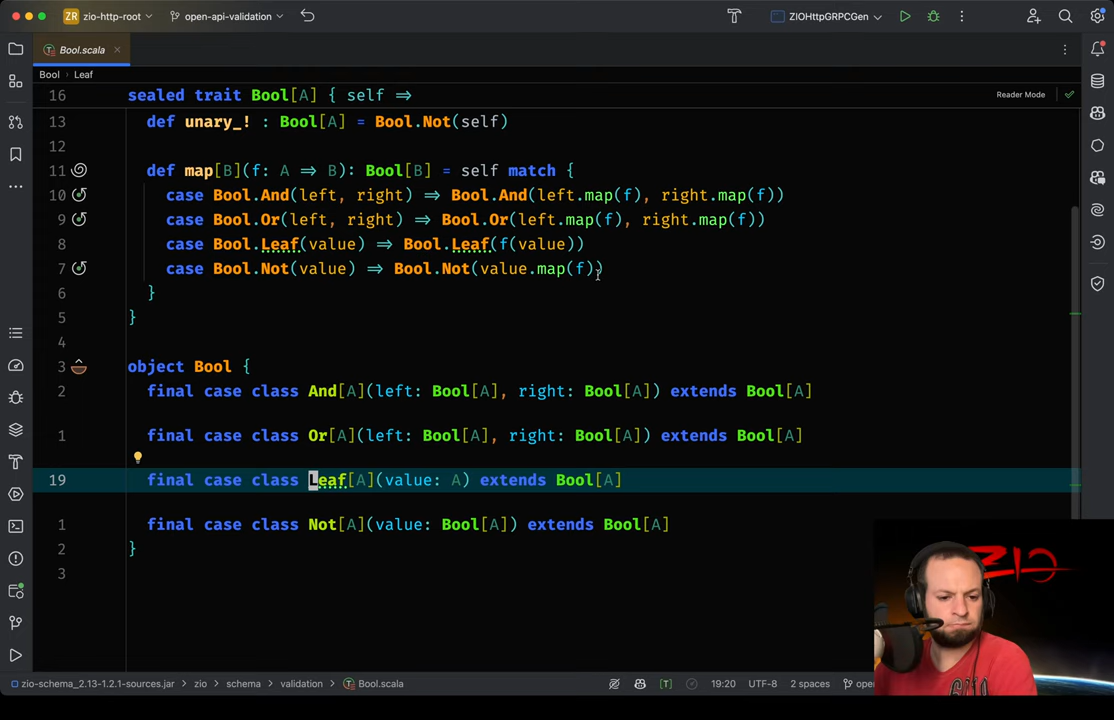 ZR zio-http-root open-api-validation ZIOHttpGRPCGen
Bool.scala
Bool Leaf
16 sealed trait Bool[A] { self ⇒ Reader Mode
13 def unary_! : Bool[A] = Bool.Not(self)
12
11 def map[B](f: A ⇒ B): Bool[B] = self match {
10 case Bool.And(left, right) ⇒ Bool.And(left.map(f), right.map(f))
9 case Bool.Or(left, right) ⇒ Bool.Or(left.map(f), right.map(f))
8 case Bool.Leaf(value) ⇒ Bool.Leaf(f(value))
7 case Bool.Not(value) ⇒ Bool.Not(value.map(f))
6 }
5 }
4
3 object Bool {
2 final case class And[A](left: Bool[A], right: Bool[A]) extends Bool[A]
1 final case class Or[A](left: Bool[A], right: Bool[A]) extends Bool[A]
19 final case class Leaf[A](value: A) extends Bool[A]
1 final case class Not[A](value: Bool[A]) extends Bool[A]
2 }
3
ZIO
zio-schema_2.13-1.2.1-sources.jar zio schema validation Bool.scala [T] 19:20 UTF-8 2 spaces ope